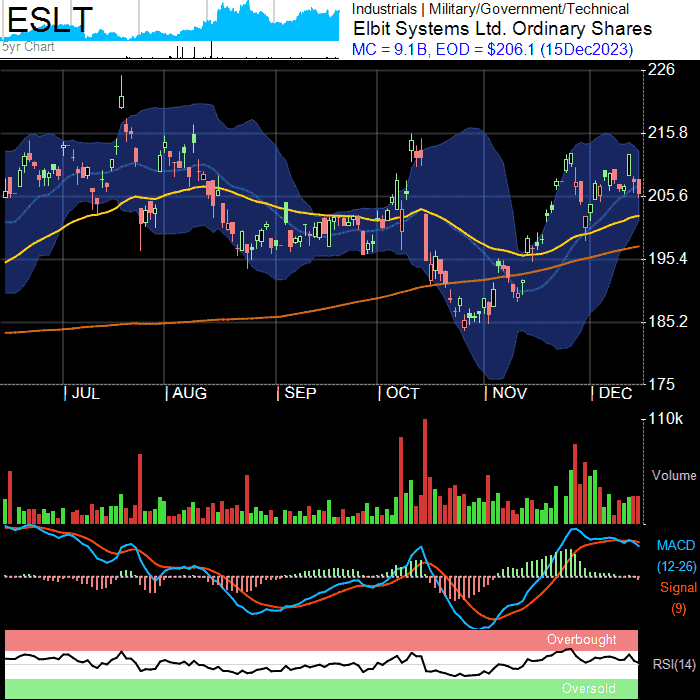 ESLT
5yr Chart
Industrials | Military/Government/Technical
Elbit Systems Ltd. Ordinary Shares
MC = 9.1B, EOD = $206.1 (15Dec2023)
226
215.8
205.6
195.4
185.2
175
| JUL | AUG | SEP | OCT | NOV | DEC
110k
Volume
MACD
(12-26)
Signal
(9)
Overbought
RSI(14)
Oversold